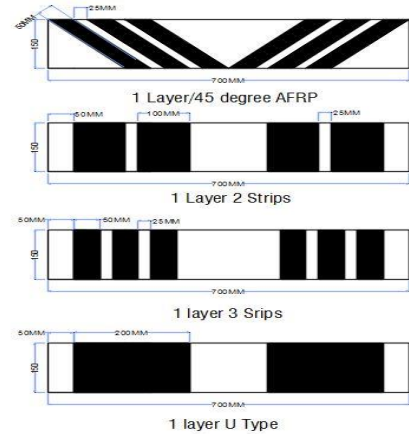 50MM 25MM
150
700MM
1 Layer/45 degree AFRP
50MM 100MM 25MM
150
700MM
1 Layer 2 Strips
50MM 50MM 25MM
150
700MM
1 layer 3 Srips
50MM 200MM
150
700MM
1 layer U Type